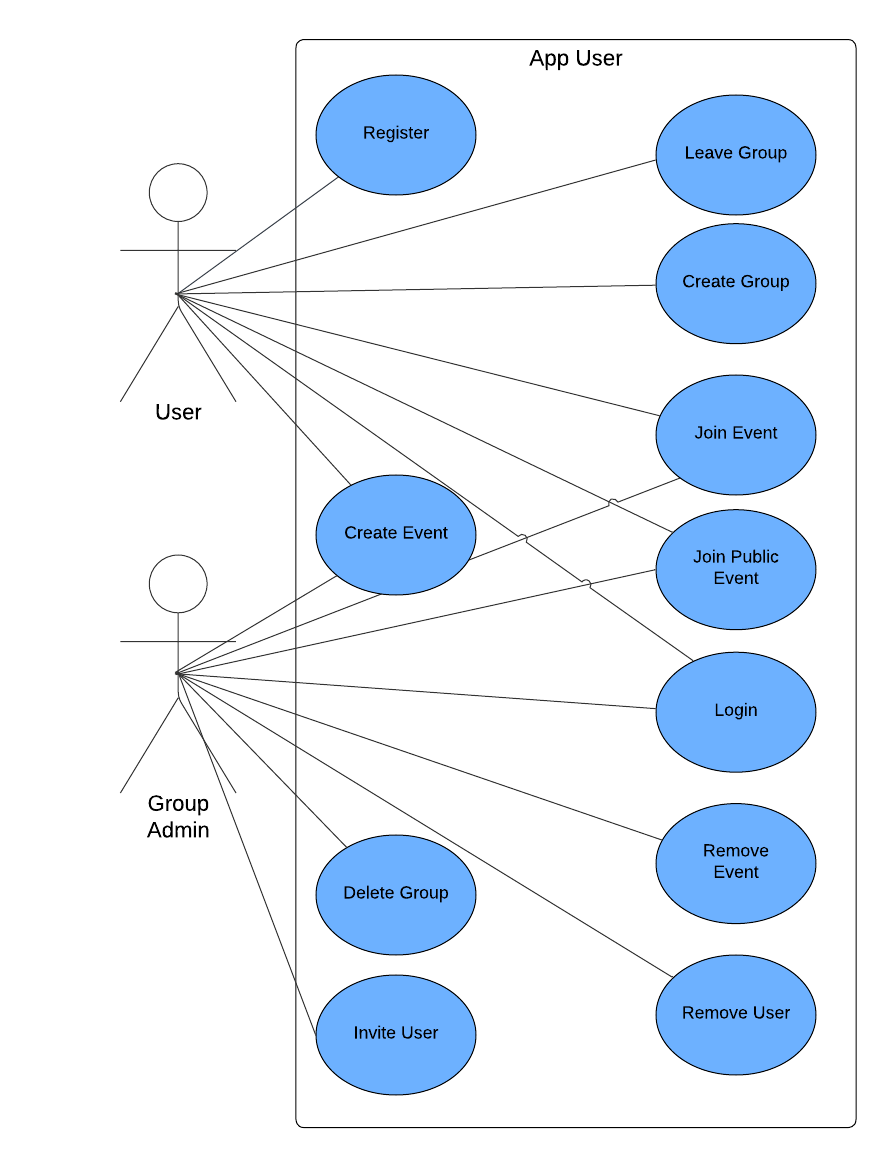 App User
Register
Leave Group
Create Group
User
Join Event
Create Event
Join Public
Event
Login
Group
Admin
Remove
Event
Delete Group
Remove User
Invite User